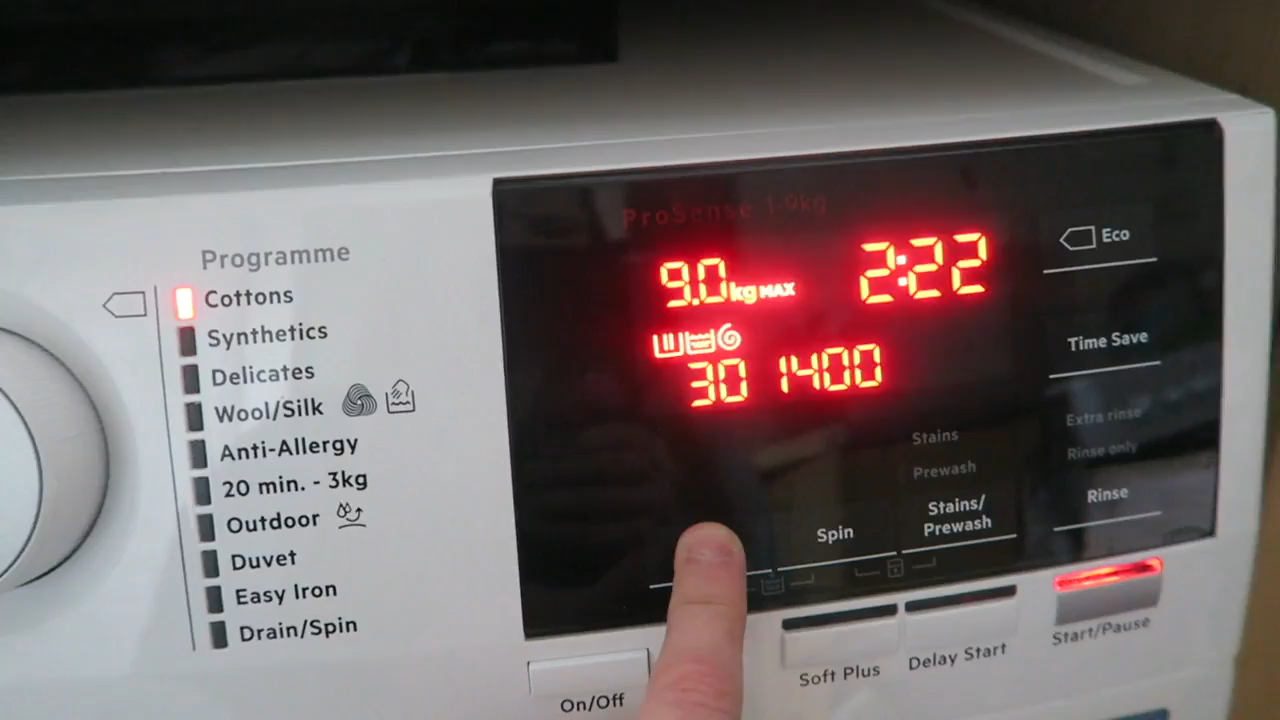 Programme
Cottons
Synthetics
Delicates
Wool/Silk
Anti-Allergy
20 min. - 3kg
Outdoor
Duvet
Easy Iron
Drain/Spin
ProSense 1-9kg
9.0kg MAX
2:22
30 1400
Eco
Time Save
Extra rinse
Rinse only
Rinse
Stains
Prewash
Stains/
Prewash
Spin
On/Off
Soft Plus
Delay Start
Start/Pause